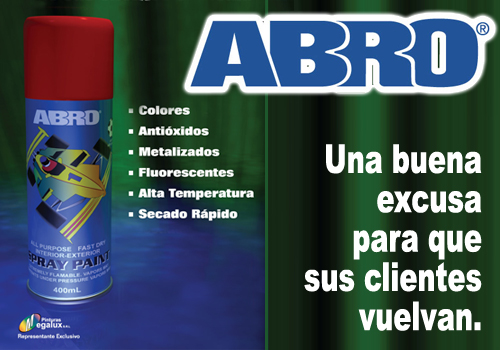 ABRO®
ABRO
ALL PURPOSE FAST DRY
INTERIOR-EXTERIOR
SPRAY PAINT
400mL
Colores
Antióxidos
Metalizados
Fluorescentes
Alta Temperatura
Secado Rápido
Una buena
excusa
para que
sus clientes
vuelvan.
Pinturas
egalux S.R.L.
Representante Exclusivo